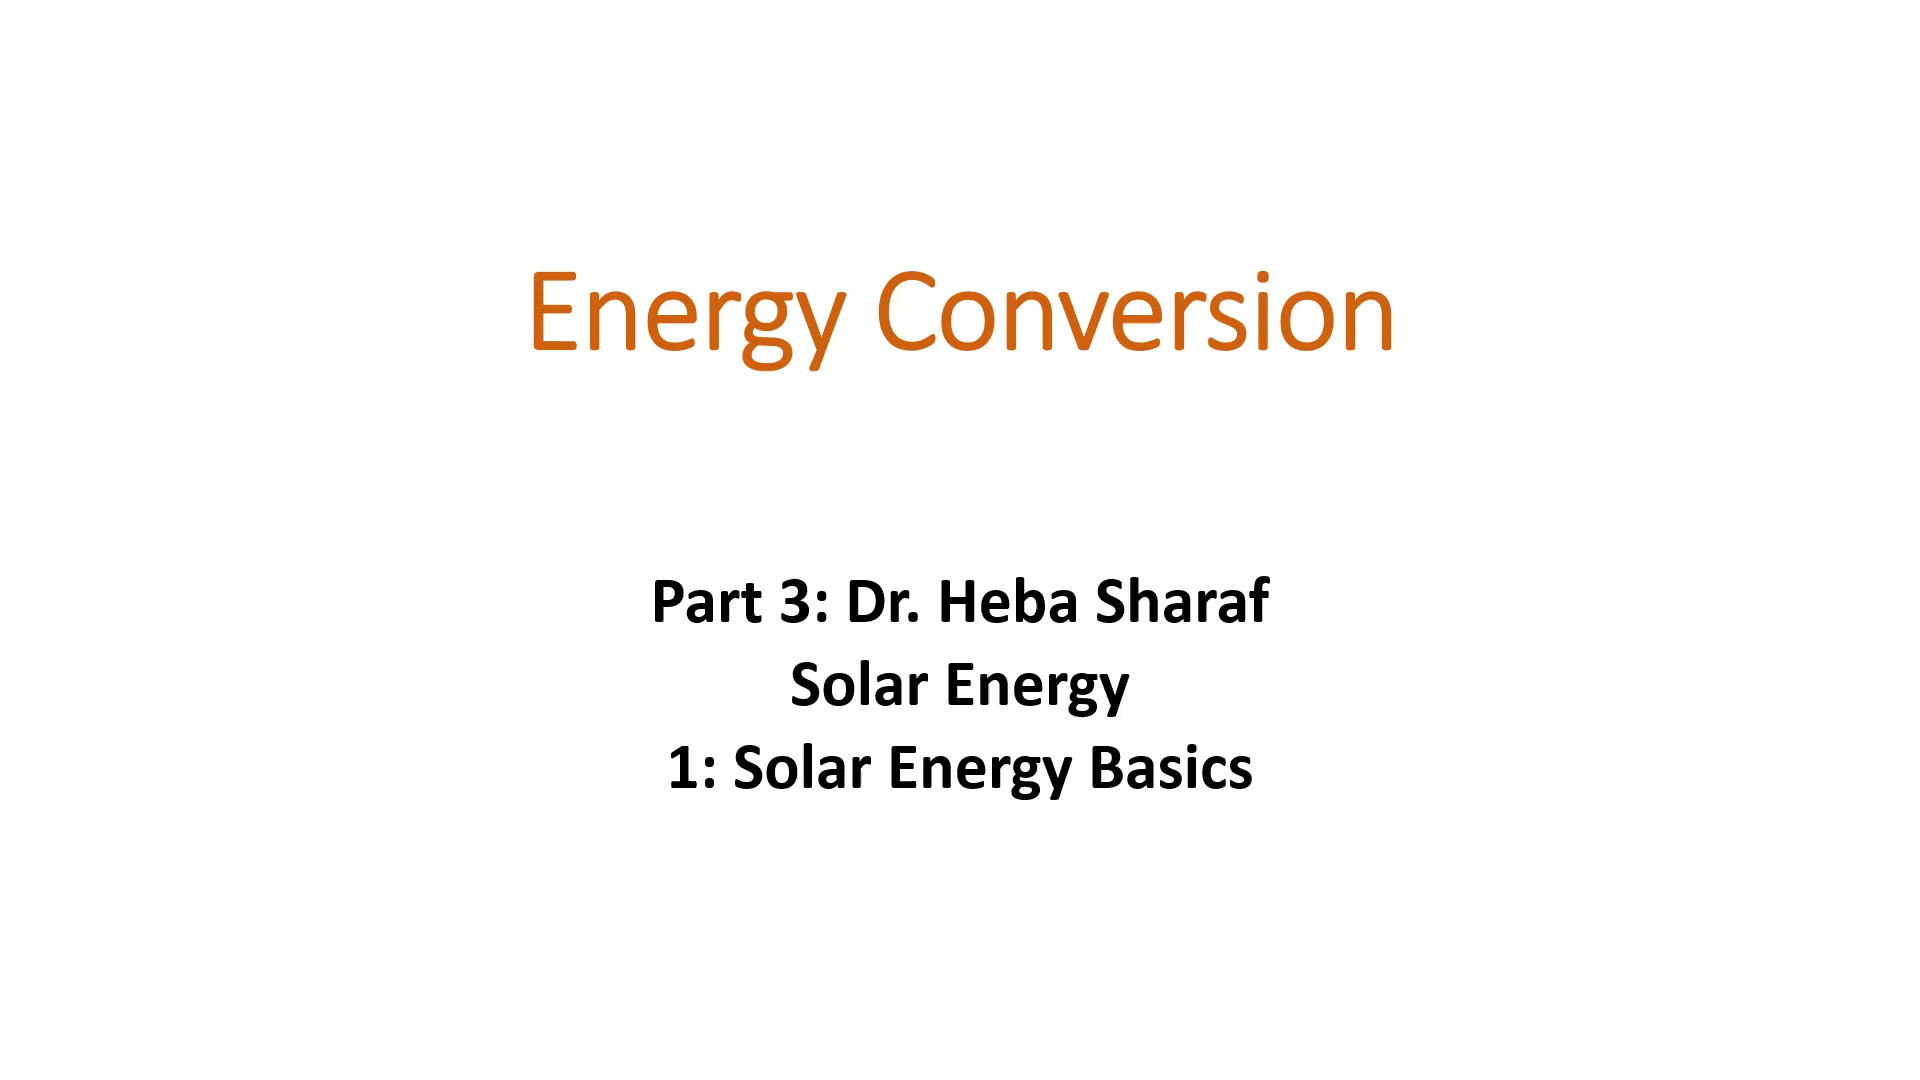 Energy Conversion
Part 3: Dr. Heba Sharaf
Solar Energy
1: Solar Energy Basics